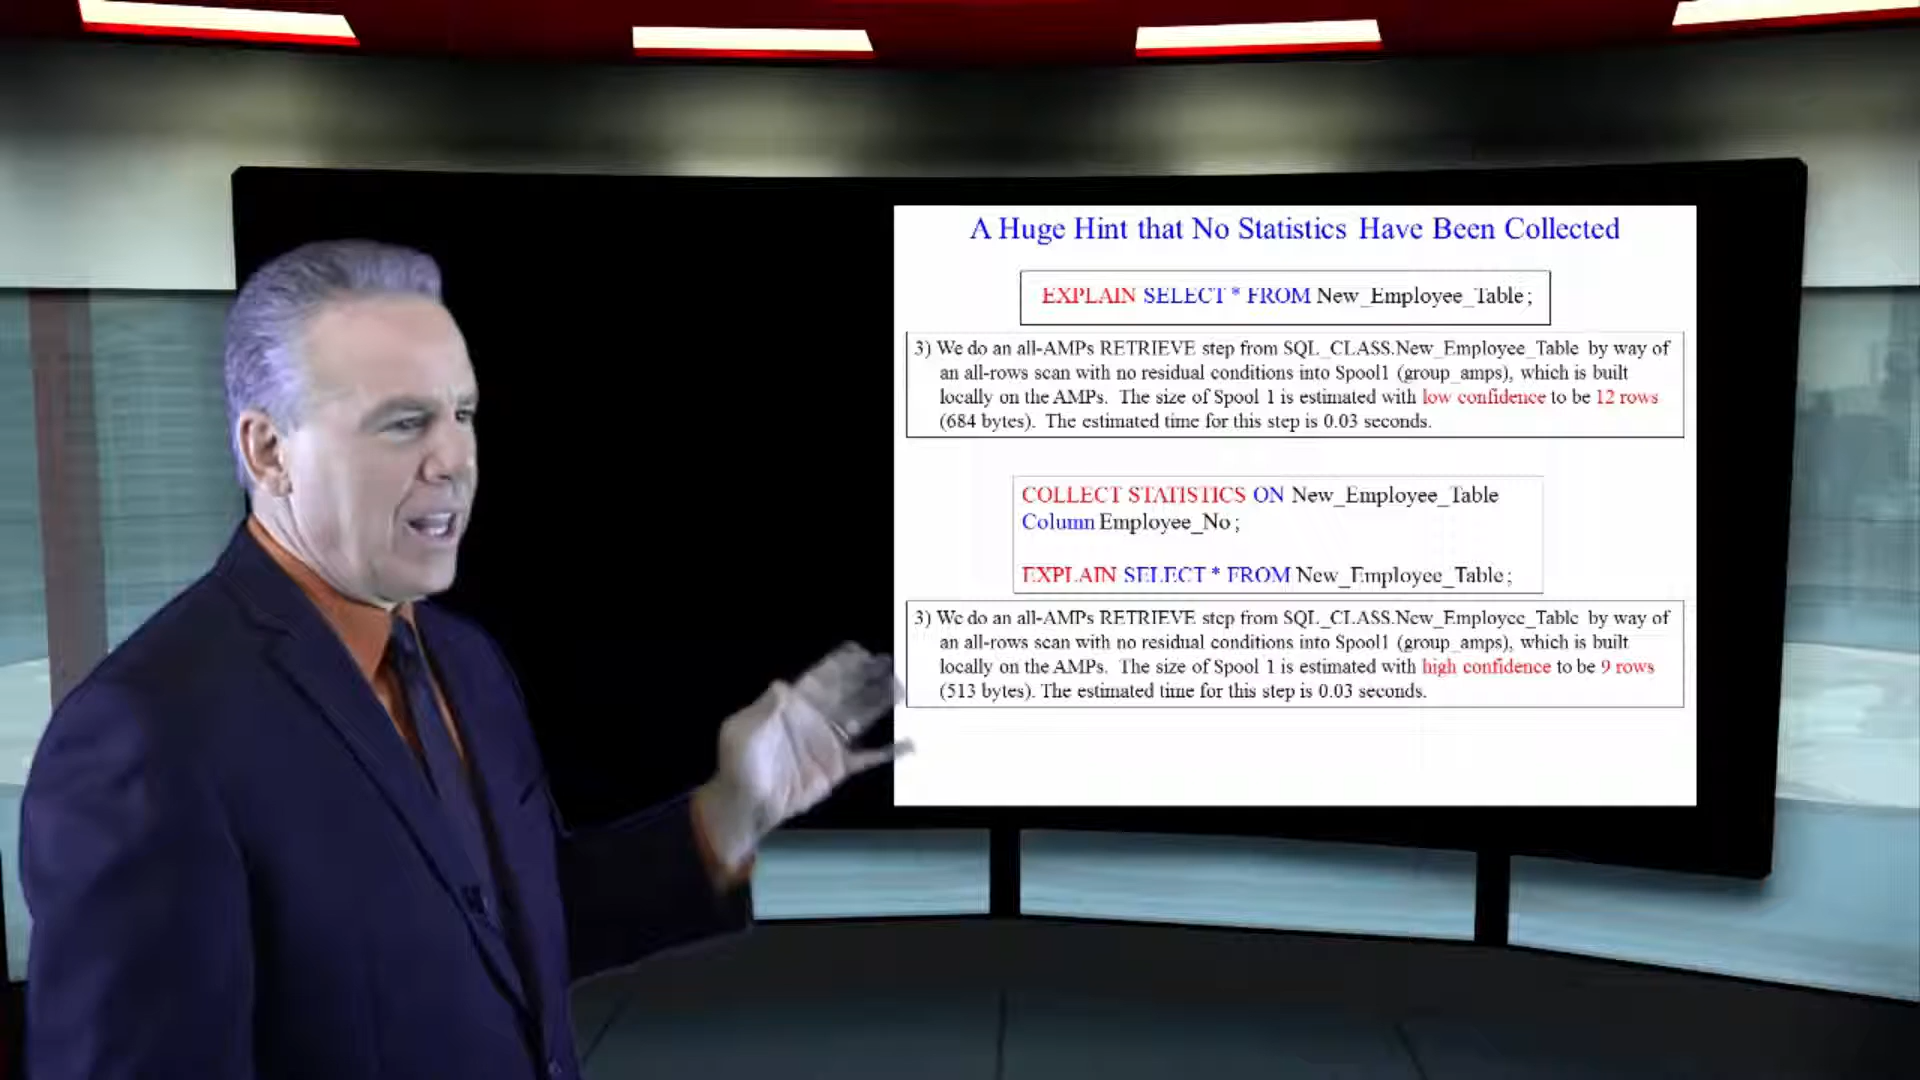 A Huge Hint that No Statistics Have Been Collected
EXPLAIN SELECT * FROM New_Employee_Table;
3) We do an all-AMPs RETRIEVE step from SQL_CLASS.New_Employee_Table by way of
an all-rows scan with no residual conditions into Spool1 (group_amps), which is built
locally on the AMPs. The size of Spool 1 is estimated with low confidence to be 12 rows
(684 bytes). The estimated time for this step is 0.03 seconds.
COLLECT STATISTICS ON New_Employee_Table
Column Employee_No;
EXPLAIN SELECT * FROM New_Employee_Table;
3) We do an all-AMPs RETRIEVE step from SQL_CLASS.New_Employee_Table by way of
an all-rows scan with no residual conditions into Spool1 (group_amps), which is built
locally on the AMPs. The size of Spool 1 is estimated with high confidence to be 9 rows
(513 bytes). The estimated time for this step is 0.03 seconds.